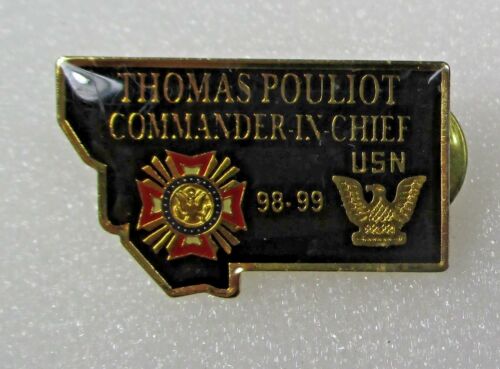 THOMAS POULIOT
COMMANDER-IN-CHIEF
USN
98-99